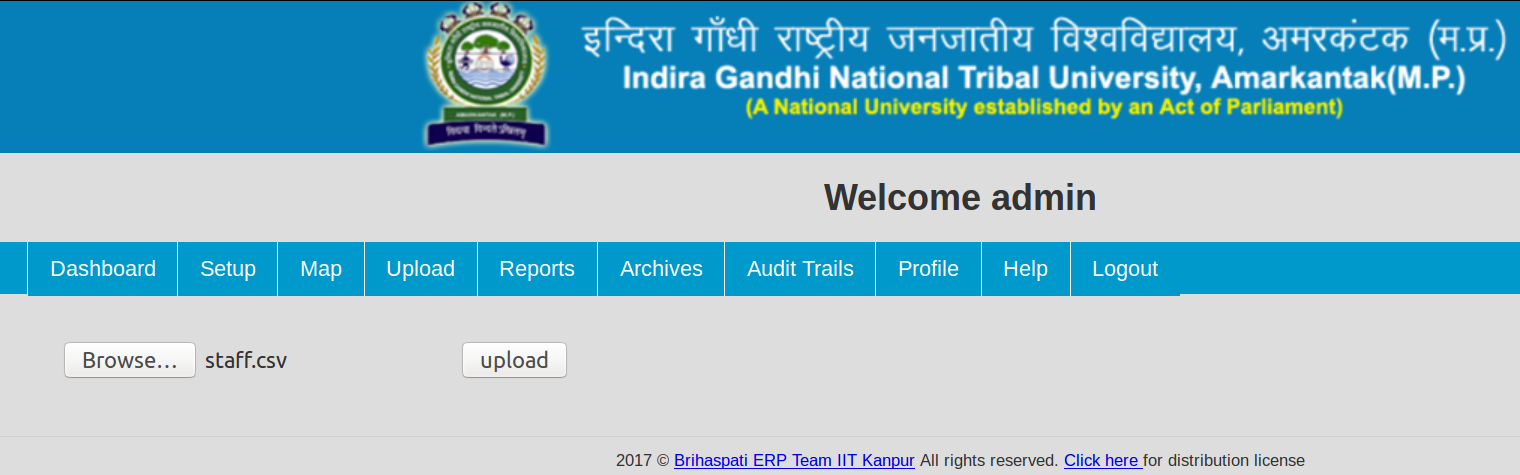 इन्दिरा गाँधी राष्ट्रीय जनजातीय विश्वविद्यालय, अमरकंटक (म.प्र.)
Indira Gandhi National Tribal University, Amarkantak(M.P.)
(A National University established by an Act of Parliament)
AMARKANTAK (M.P.)
Welcome admin
Dashboard Setup Map Upload Reports Archives Audit Trails Profile Help Logout
Browse... staff.csv upload
2017 © Brihaspati ERP Team IIT Kanpur All rights reserved. Click here for distribution license